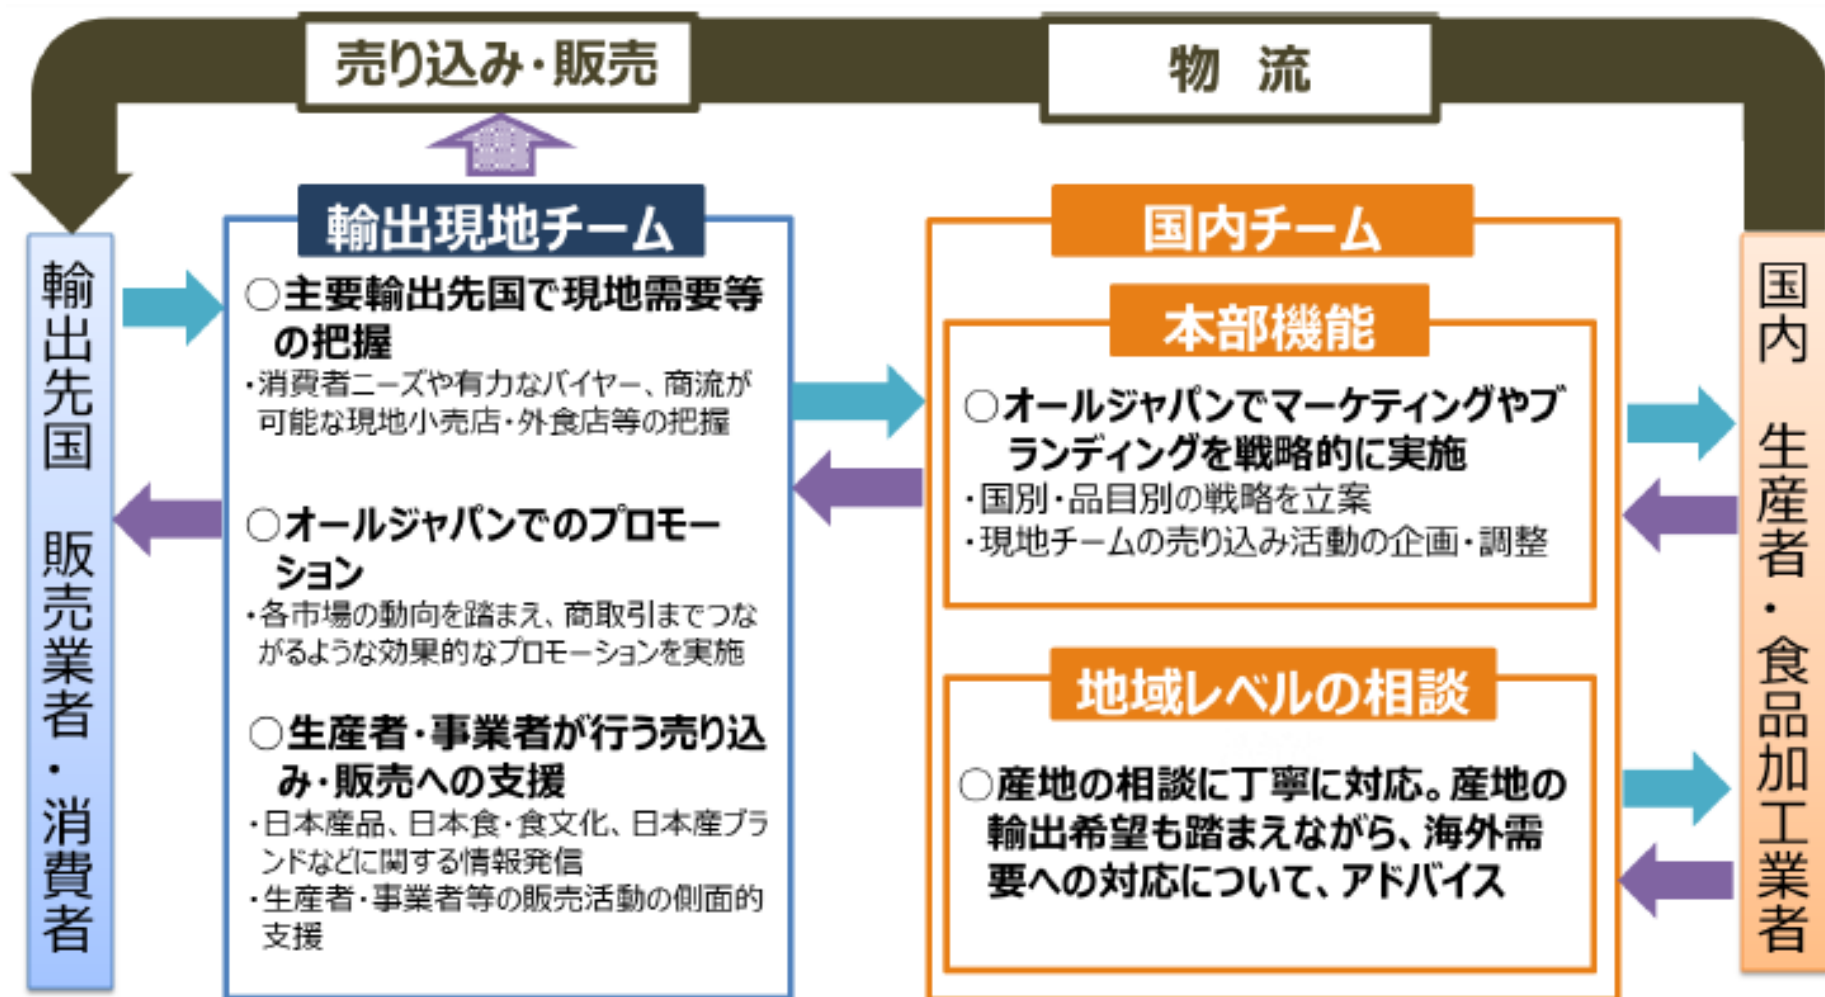 売り込み・販売
物 流
輸出先国 販売業者・消費者
輸出現地チーム
○主要輸出先国で現地需要等
の把握
・消費者ニーズや有力なバイヤー、商流が
可能な現地小売店・外食店等の把握
○オールジャパンでのプロモー
ション
・各市場の動向を踏まえ、商取引までつな
がるような効果的なプロモーションを実施
○生産者・事業者が行う売り込
み・販売への支援
・日本産品、日本食・食文化、日本産ブラ
ンドなどに関する情報発信
・生産者・事業者等の販売活動の側面的
支援
国内チーム
本部機能
○オールジャパンでマーケティングやブ
ランディングを戦略的に実施
・国別・品目別の戦略を立案
・現地チームの売り込み活動の企画・調整
地域レベルの相談
○産地の相談に丁寧に対応。産地の
輸出希望も踏まえながら、海外需
要への対応について、アドバイス
国内 生産者・食品加工業者